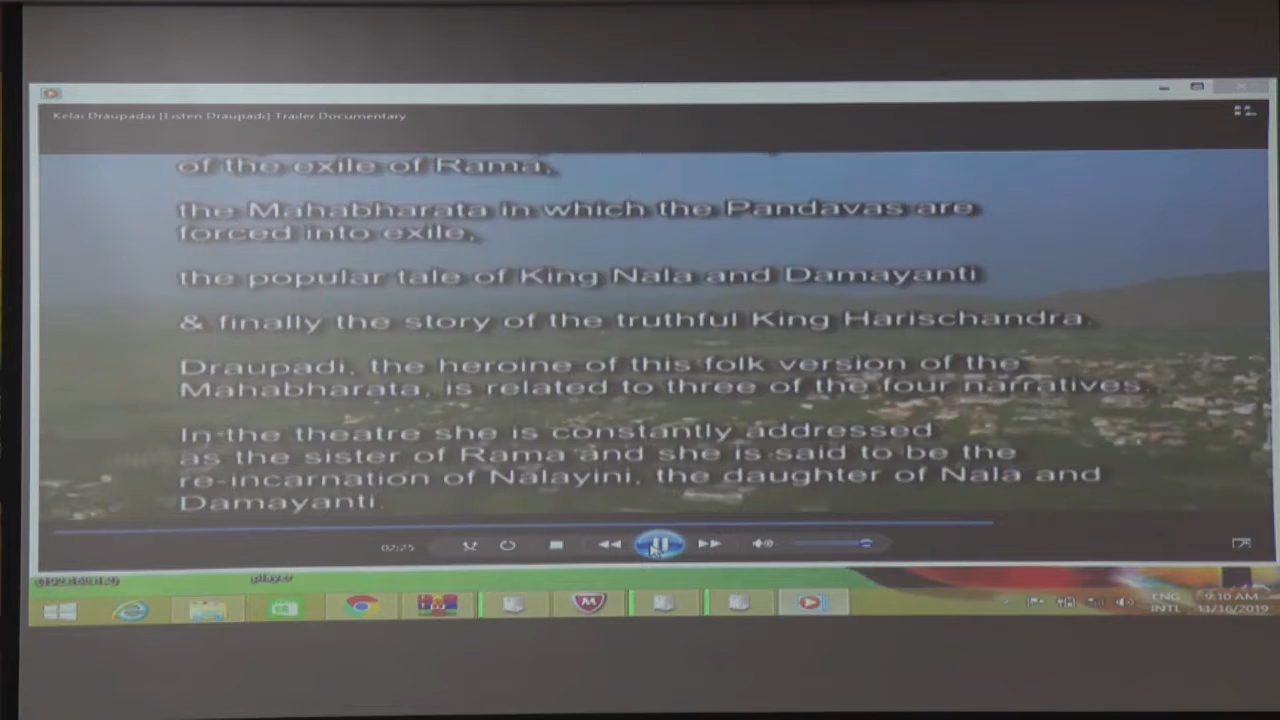 Kelai Draupadai [Listen Draupadi] Trailer Documentary
of the exile of Rama,
the Mahabharata in which the Pandavas are
forced into exile,
the popular tale of King Nala and Damayanti
& finally the story of the truthful King Harischandra.
Draupadi, the heroine of this folk version of the
Mahabharata, is related to three of the four narratives.
In the theatre she is constantly addressed
as the sister of Rama and she is said to be the
re-incarnation of Nalayini, the daughter of Nala and
Damayanti.
02:25
player
ENG 9:10 AM
INTL 11/16/2019